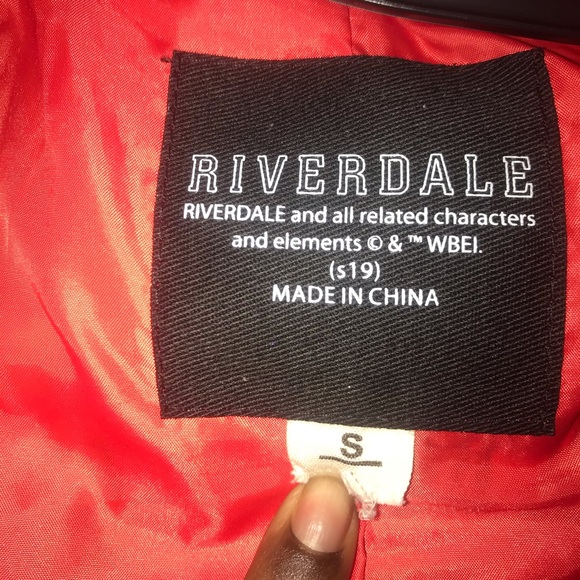 RIVERDALE
RIVERDALE and all related characters
and elements © & ™ WBEI.
(s19)
MADE IN CHINA
S